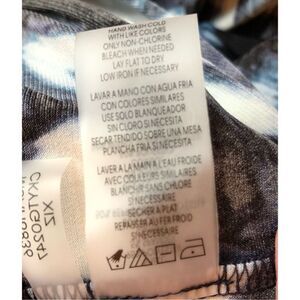 HAND WASH COLD
WITH LIKE COLORS
ONLY NON-CHLORINE
BLEACH WHEN NEEDED
LAY FLAT TO DRY
LOW IRON IF NECESSARY
LAVAR A MANO CON AGUA FRIA
CON COLORES SIMILARES
USE SOLO BLANQUEADOR
SIN CLORO SI NECESITA
SECAR TENDIDO SOBRE UNA MESA
PLANCHA FRIA SI NECESITA
LAVER A LA MAIN A L'EAU FROIDE
AVEC COULEURS SIMILAIRES
BLANCHIR SANS CHLORE
SI NECESSAIRE
SECHER A PLAT
REPASSER AU FER FROID
SI NECESSAIRE